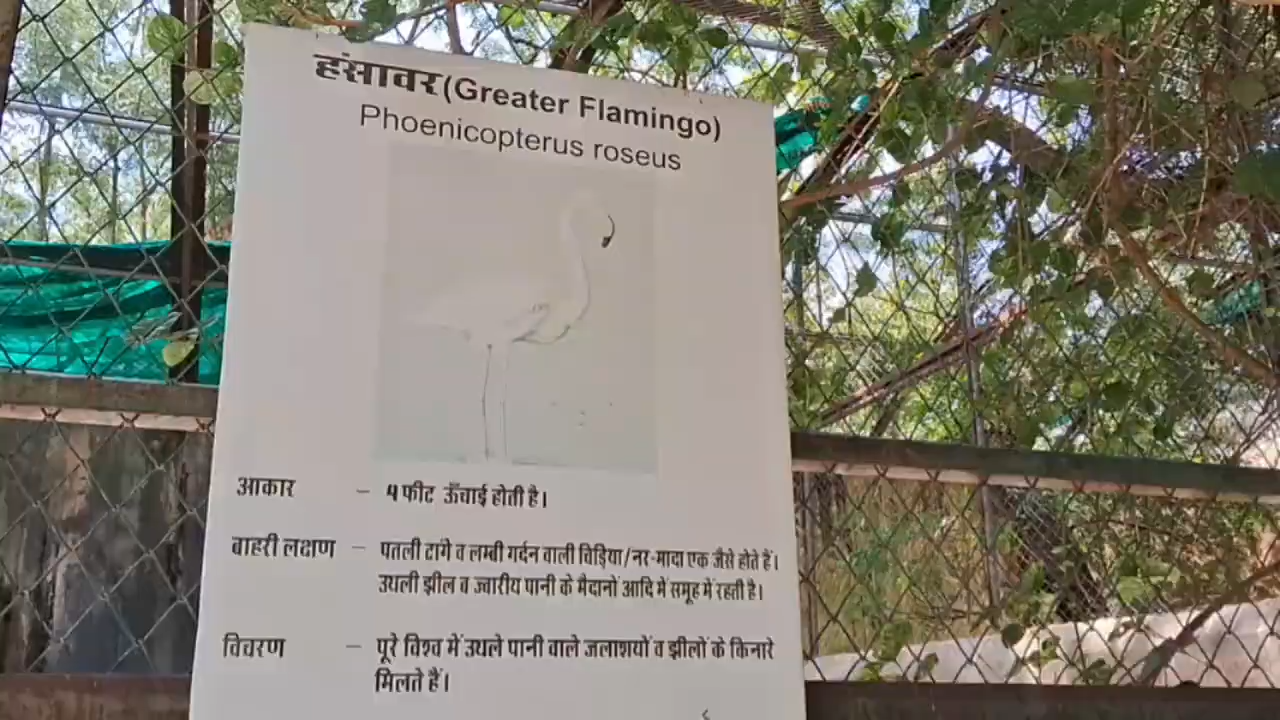 हंसावर(Greater Flamingo)
Phoenicopterus roseus
आकार – ५ फीट ऊँचाई होती है।
बाहरी लक्षण – पतली टांगे व लम्बी गर्दन वाली चिड़िया/नर-मादा एक जैसे होते हैं।
उथली झील व ज्वारीय पानी के मैदानों आदि में समूह में रहती है।
विवरण – पूरे विश्व में उथले पानी वाले जलाशयों व झीलों के किनारे
मिलते हैं।